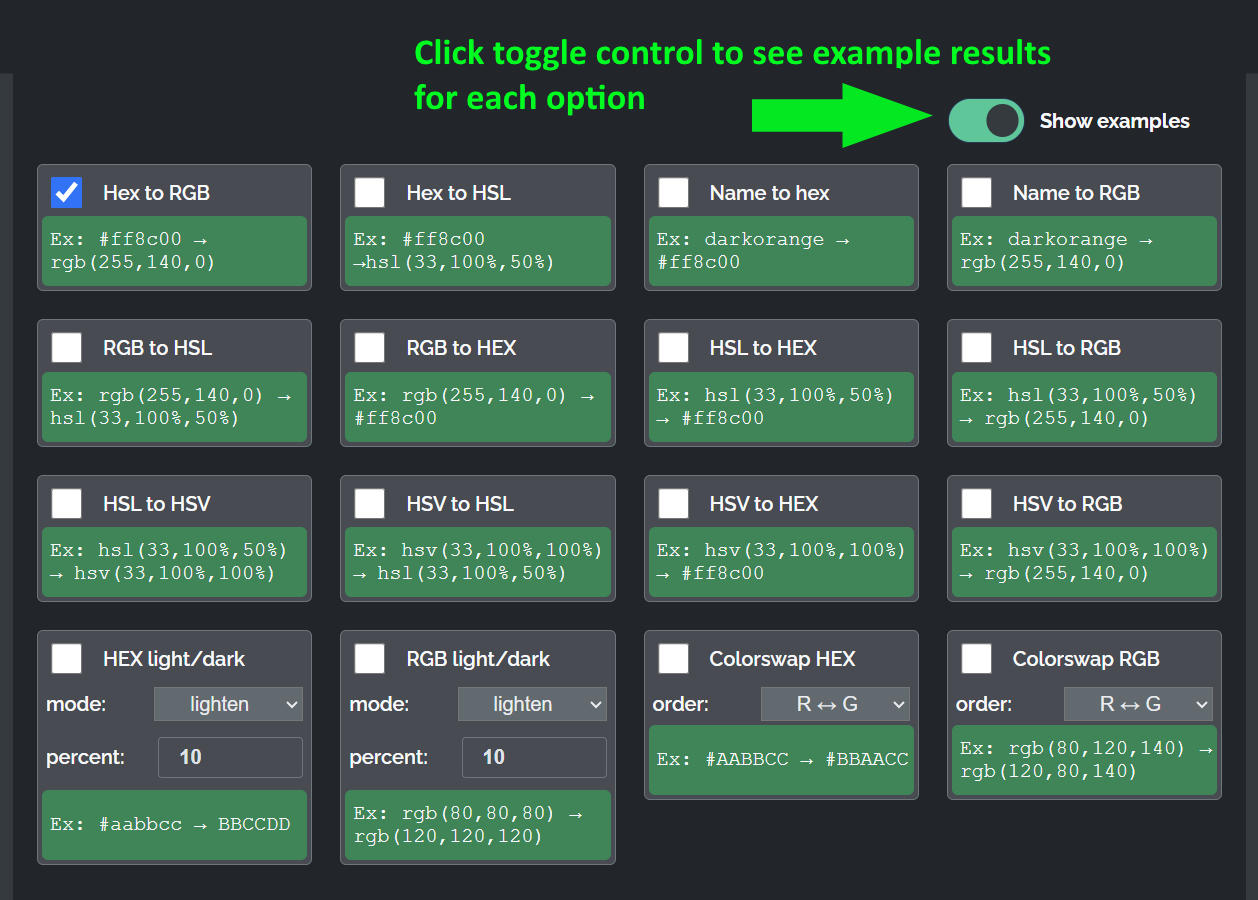 Click toggle control to see example results
for each option
Show examples
Hex to RGB
Ex: #ff8c00 →
rgb(255,140,0)
Hex to HSL
Ex: #ff8c00
→hsl(33,100%,50%)
Name to hex
Ex: darkorange →
#ff8c00
Name to RGB
Ex: darkorange →
rgb(255,140,0)
RGB to HSL
Ex: rgb(255,140,0) →
hsl(33,100%,50%)
RGB to HEX
Ex: rgb(255,140,0) →
#ff8c00
HSL to HEX
Ex: hsl(33,100%,50%)
→ #ff8c00
HSL to RGB
Ex: hsl(33,100%,50%)
→ rgb(255,140,0)
HSL to HSV
Ex: hsl(33,100%,50%)
→ hsv(33,100%,100%)
HSV to HSL
Ex: hsv(33,100%,100%)
→ hsl(33,100%,50%)
HSV to HEX
Ex: hsv(33,100%,100%)
→ #ff8c00
HSV to RGB
Ex: hsv(33,100%,100%)
→ rgb(255,140,0)
HEX light/dark
mode: lighten
percent: 10
Ex: #aabbcc → BBCCDD
RGB light/dark
mode: lighten
percent: 10
Ex: rgb(80,80,80) →
rgb(120,120,120)
Colorswap HEX
order: R ↔ G
Ex: #AABBCC → #BBAACC
Colorswap RGB
order: R ↔ G
Ex: rgb(80,120,140) →
rgb(120,80,140)